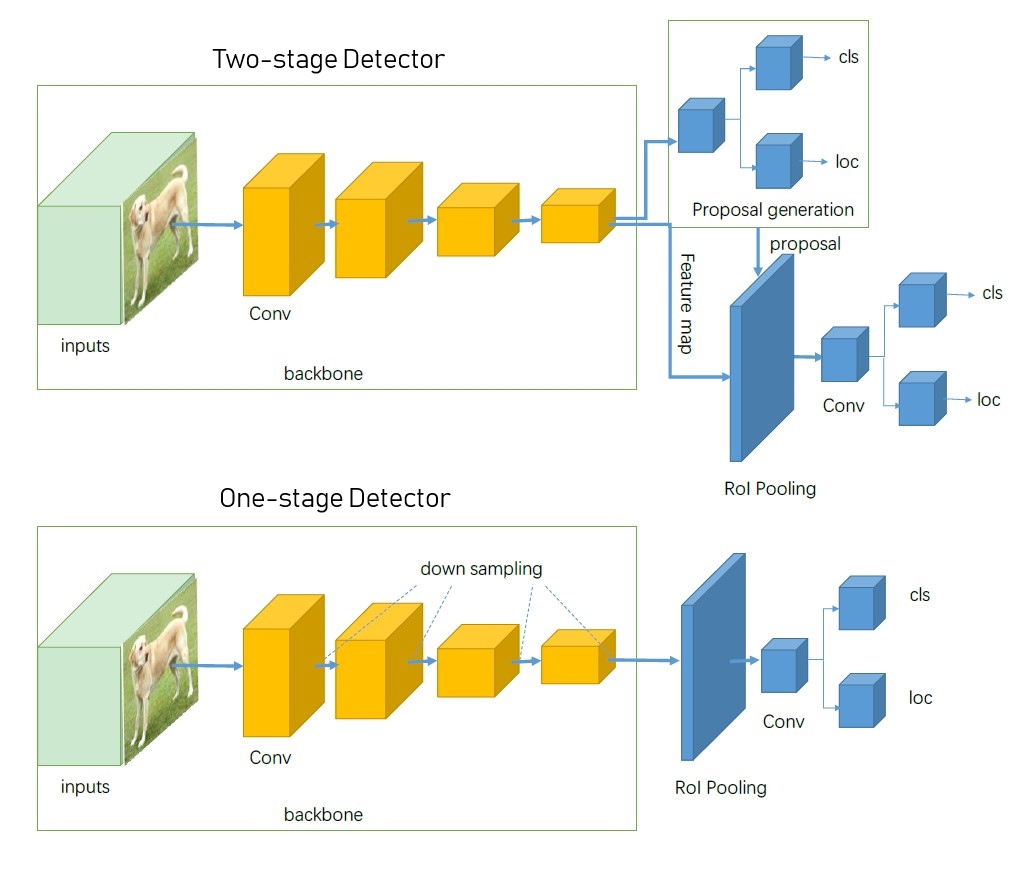 Two-stage Detector
cls
loc
Proposal generation
proposal
Feature map
Conv
inputs
backbone
cls
loc
Conv
RoI Pooling
One-stage Detector
down sampling
Conv
inputs
backbone
cls
loc
Conv
RoI Pooling